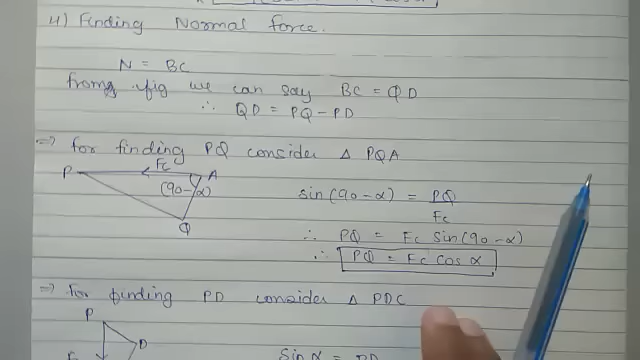 4) Finding Normal force.
N = BC
from fig we can say BC = QD
∴ QD = PQ - PD
⇒ For finding PQ consider Δ PQA
P Fc A
(90-α)
Q
sin(90-α) = PQ
Fc
∴ PQ = Fc sin(90-α)
∴ PQ = Fc cos α
⇒ For finding PD consider Δ PDC
P
D
Sin α = PD